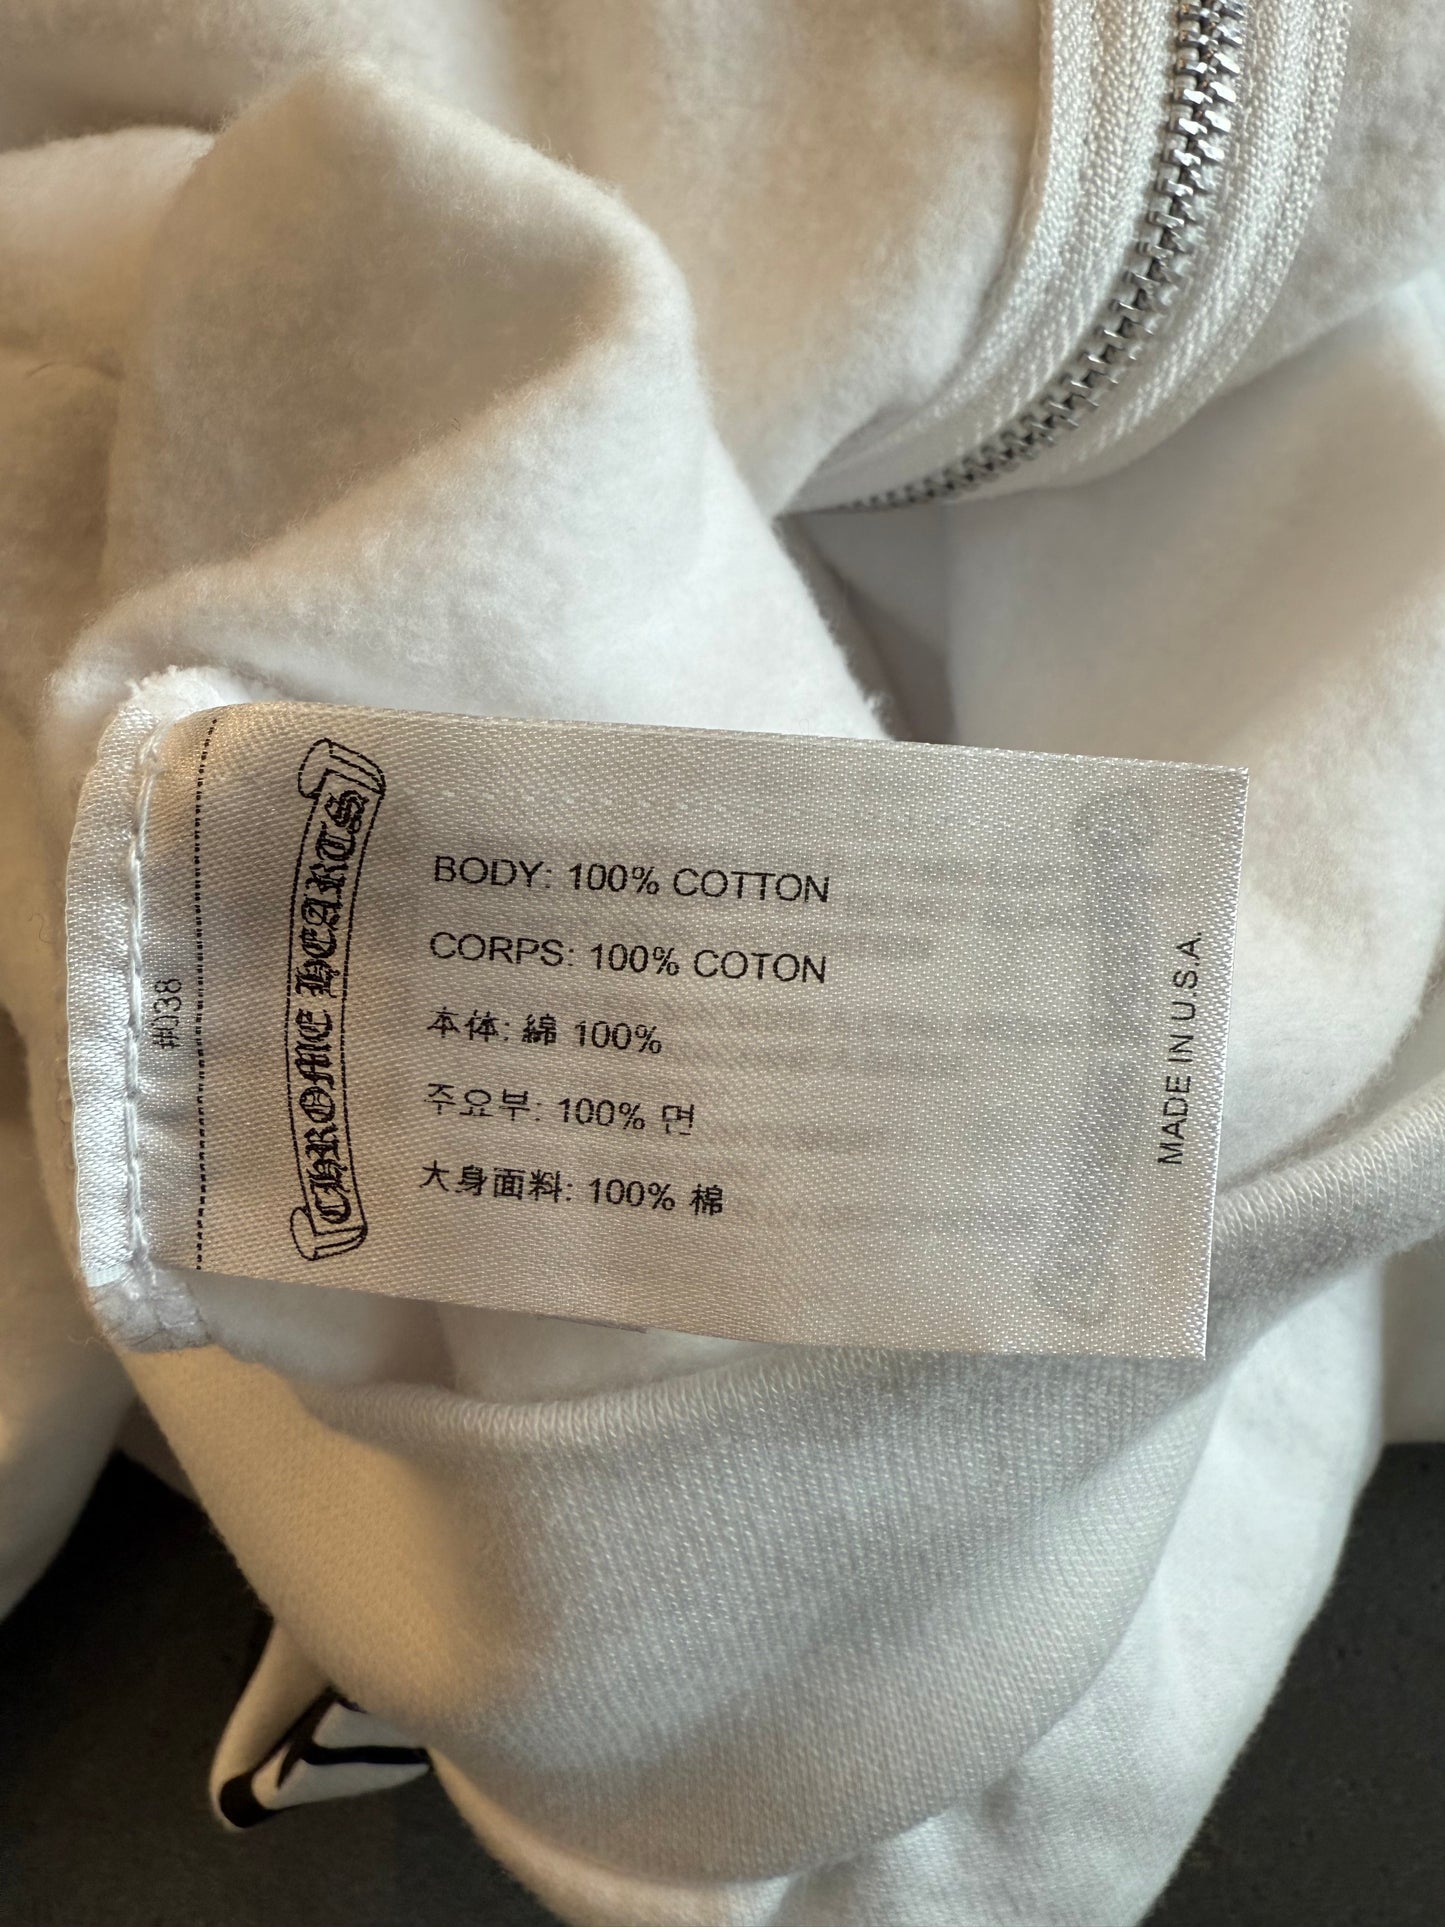 #038
CHROME HEARTS
BODY: 100% COTTON
CORPS: 100% COTON
本体: 綿 100%
주요부: 100% 면
大身面料: 100% 棉
MADE IN U.S.A.